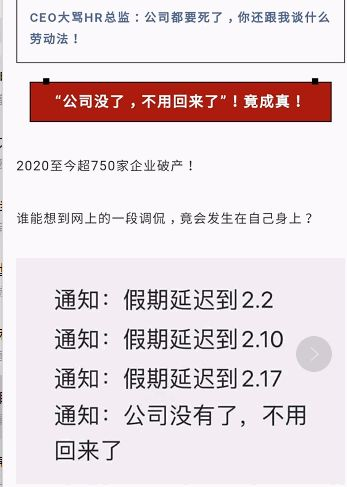 CEO大骂HR总监：公司都要死了，你还跟我谈什么
劳动法！
“公司没了，不用回来了”！竟成真！
2020至今超750家企业破产！
谁能想到网上的一段调侃，竟会发生在自己身上？
通知：假期延迟到2.2
通知：假期延迟到2.10
通知：假期延迟到2.17
通知：公司没有了，不用
回来了